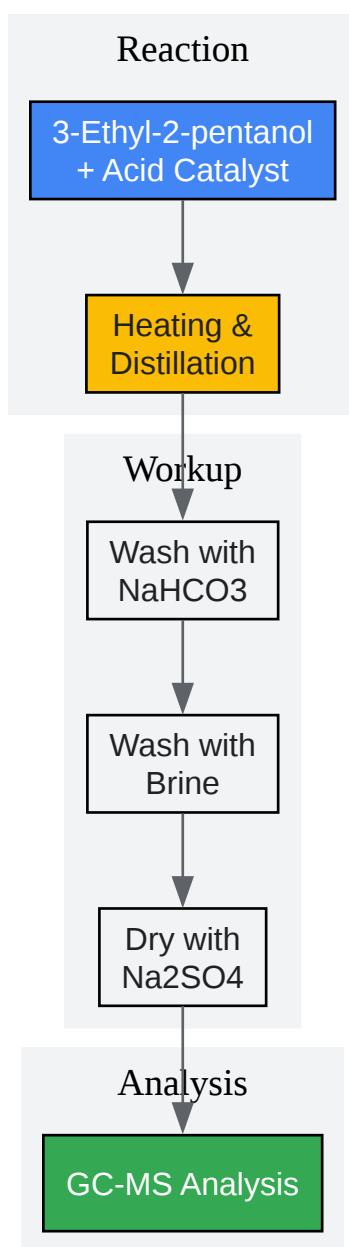 Reaction
3-Ethyl-2-pentanol
+ Acid Catalyst
Heating &
Distillation
Workup
Wash with
NaHCO3
Wash with
Brine
Dry with
Na2SO4
Analysis
GC-MS Analysis